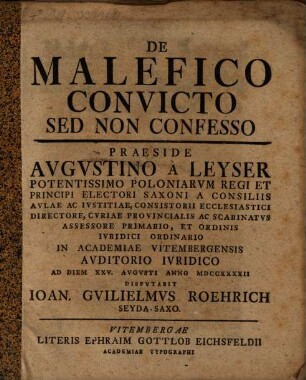 DE
MALEFICO
CONVICTO
SED NON CONFESSO
PRAESIDE
AVGVSTINO A LEYSER
POTENTISSIMO POLONIARVM REGI ET
PRINCIPI ELECTORI SAXONI A CONSILIIS
AVLAE AC IVSTITIAE, CONSISTORII ECCLESIASTICI
DIRECTORE, CVRIAE PROVINCIALIS AC SCABINATVS
ASSESSORE PRIMARIO, ET ORDINIS
IVRIDICI ORDINARIO
IN ACADEMIAE VITEMBERGENSIS
AVDITORIO IVRIDICO
AD DIEM XXV. AVGVSTI ANNO MDCCXXXXII
DISPVTABIT
IOAN. GVILIELMVS ROEHRICH
SEYDA-SAXO.
VITEMBERGAE
LITERIS EPHRAIM GOTTLOB EICHSFELDII
ACADEMIAE TYPOGRAPHI